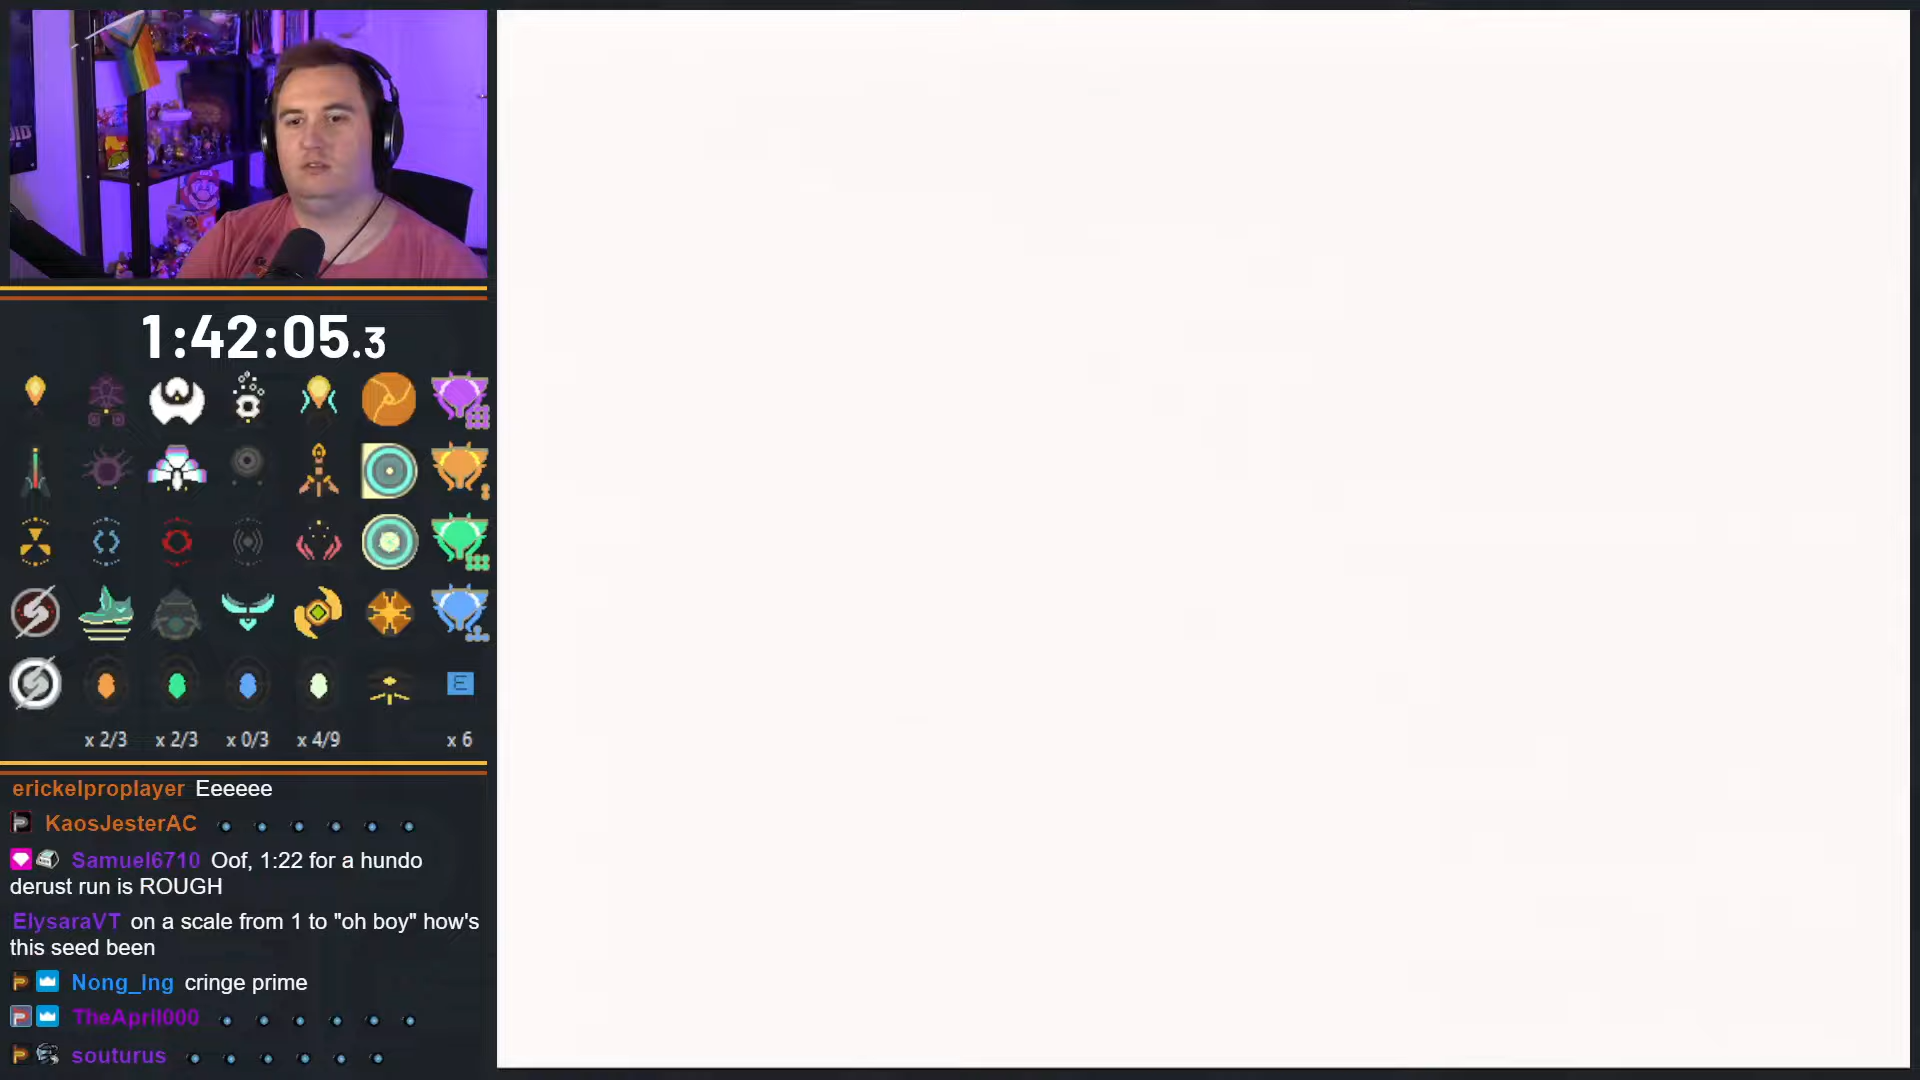 1:42:05.3
E
x 2/3 x 2/3 x 0/3 x 4/9 x 6
erickelproplayer Eeeeee
KaosJesterAC
Samuel6710 Oof, 1:22 for a hundo
derust run is ROUGH
ElysaraVT on a scale from 1 to "oh boy" how's
this seed been
Nong_Ing cringe prime
TheApril000
souturus